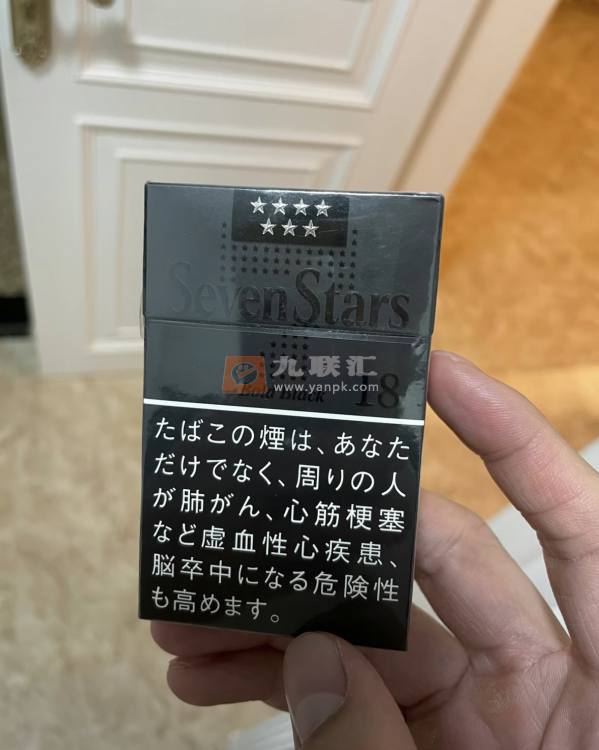 Seven Stars
九联汇
www.yanpk.com
Bold Black
18
たばこの煙は、あなた
だけでなく、周りの人
が肺がん、心筋梗塞
など虚血性心疾患、
脳卒中になる危険性
も高めます。